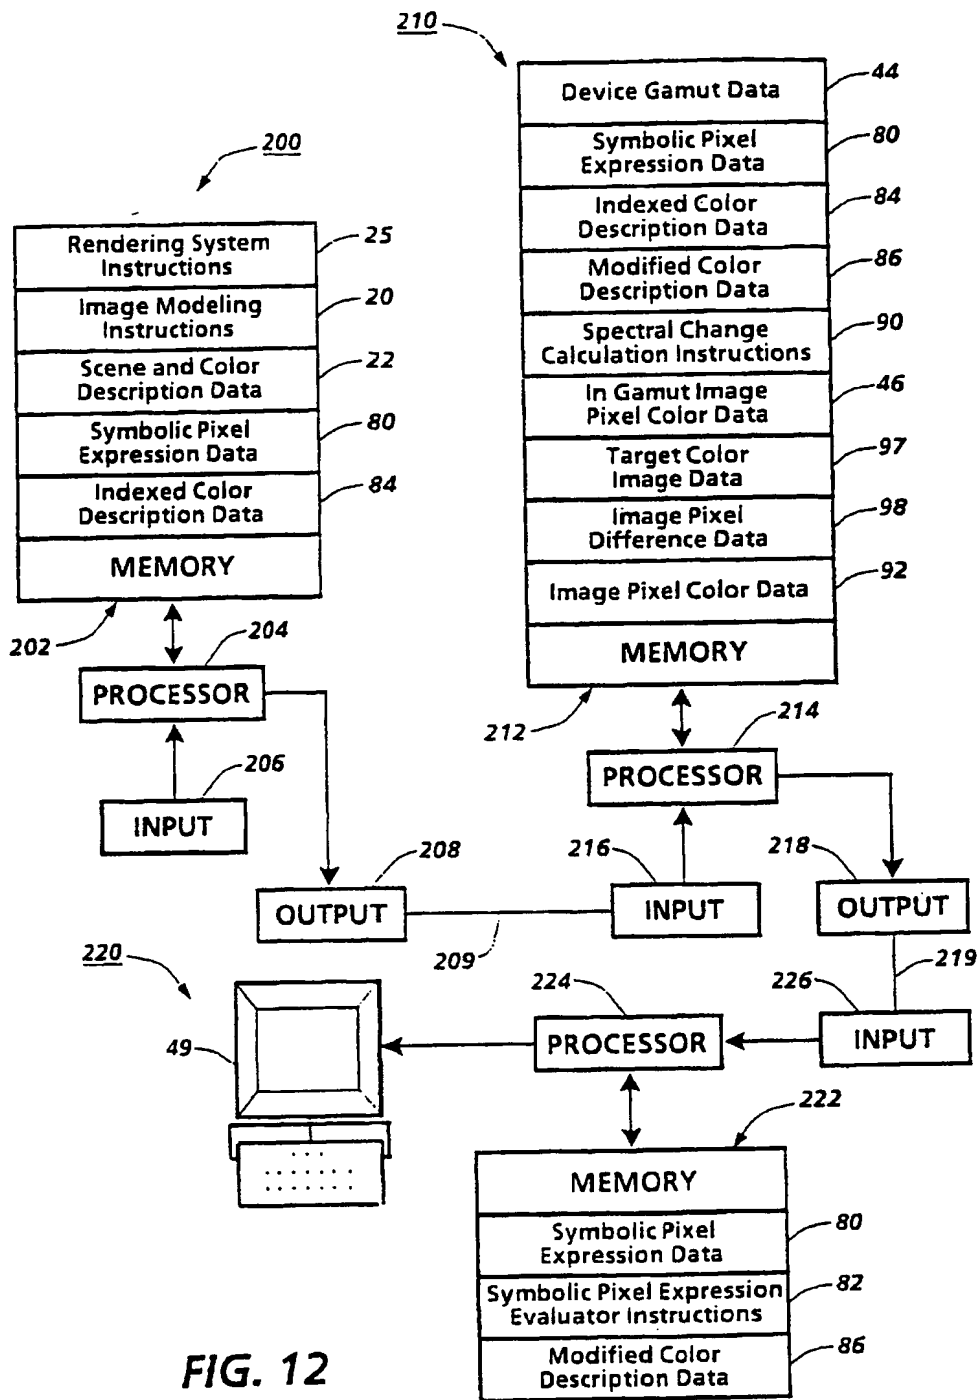 210
Device Gamut Data
44
Symbolic Pixel
Expression Data
80
Indexed Color
Description Data
84
Modified Color
Description Data
86
Spectral Change
Calculation Instructions
90
In Gamut Image
Pixel Color Data
46
Target Color
Image Data
97
Image Pixel
Difference Data
98
Image Pixel Color Data
92
MEMORY
212
200
Rendering System
Instructions
25
Image Modeling
Instructions
20
Scene and Color
Description Data
22
Symbolic Pixel
Expression Data
80
Indexed Color
Description Data
84
MEMORY
202
204
PROCESSOR
206
INPUT
208
OUTPUT
209
214
PROCESSOR
216
INPUT
218
OUTPUT
219
220
49
224
PROCESSOR
226
INPUT
222
MEMORY
Symbolic Pixel
Expression Data
80
Symbolic Pixel Expression
Evaluator Instructions
82
Modified Color
Description Data
86
FIG. 12